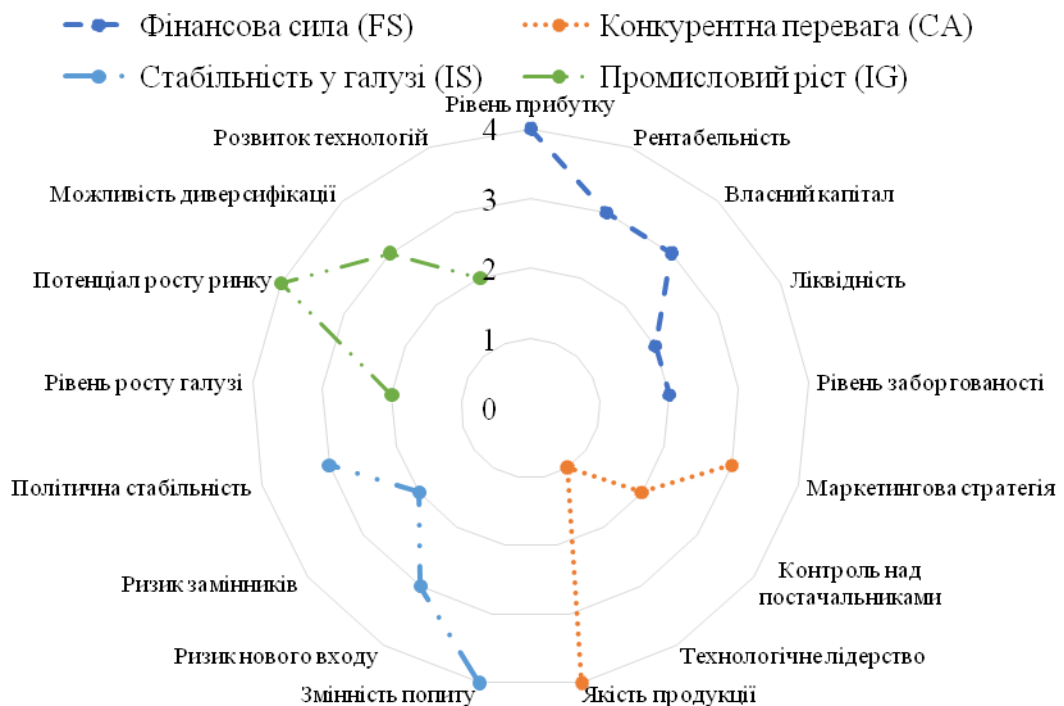 Фінансова сила (FS)
Конкурентна перевага (CA)
Стабільність у галузі (IS)
Промисловий ріст (IG)
Рівень прибутку
Рентабельність
Власний капітал
Ліквідність
Рівень заборгованості
Маркетингова стратегія
Контроль над
постачальниками
Технологічне лідерство
Якість продукції
Змінність попиту
Ризик нового входу
Ризик замінників
Політична стабільність
Рівень росту галузі
Потенціал росту ринку
Можливість диверсифікації
Розвиток технологій
4
3
2
1
0